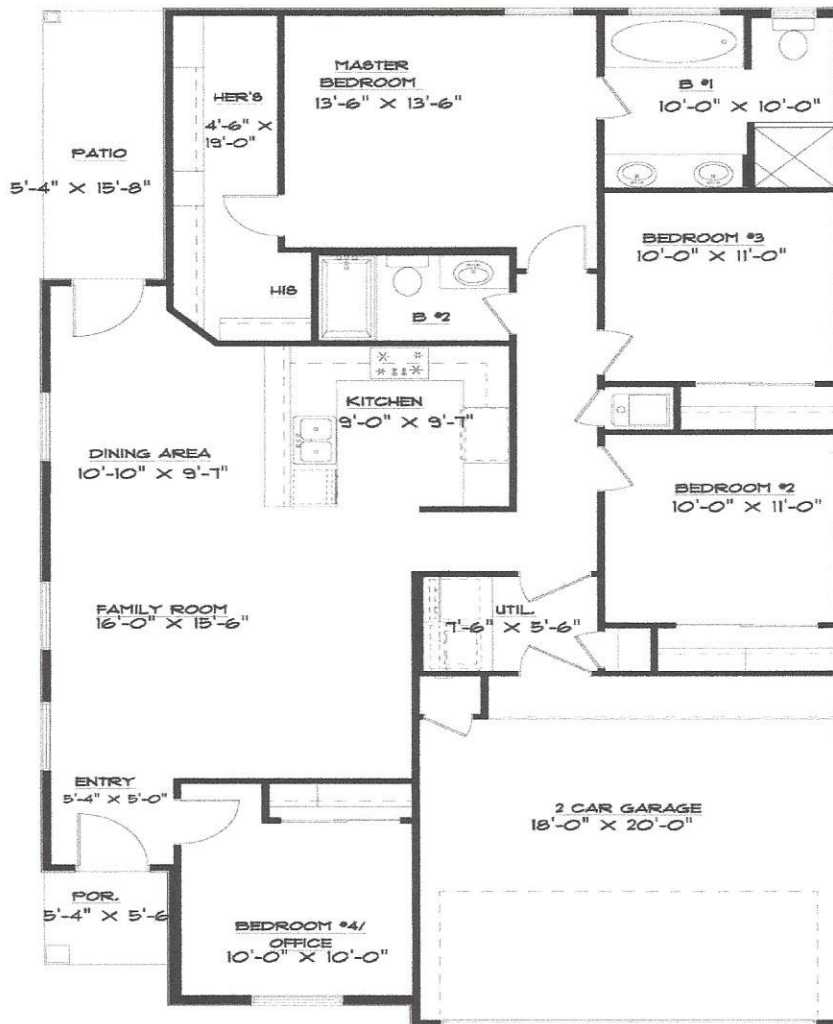 MASTER
BEDROOM
13'-6" X 13'-6"
HER'S
4'-6" X
19'-0"
B #1
10'-0" X 10'-0"
PATIO
5'-4" X 15'-8"
BEDROOM #3
10'-0" X 11'-0"
HIS
B #2
KITCHEN
9'-0" X 9'-7"
DINING AREA
10'-10" X 9'-7"
BEDROOM #2
10'-0" X 11'-0"
FAMILY ROOM
16'-0" X 15'-6"
UTIL.
7'-6" X 5'-6"
ENTRY
5'-4" X 5'-0"
2 CAR GARAGE
18'-0" X 20'-0"
POR.
5'-4" X 5'-6
BEDROOM #4/
OFFICE
10'-0" X 10'-0"